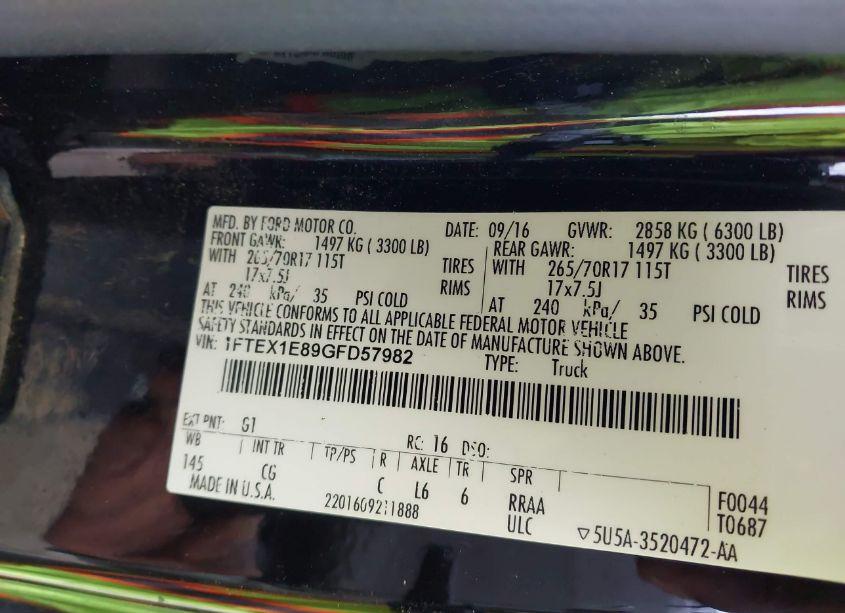 MFD. BY FORD MOTOR CO. DATE: 09/16 GVWR: 2858 KG ( 6300 LB)
FRONT GAWR: 1497 KG ( 3300 LB) REAR GAWR: 1497 KG ( 3300 LB)
WITH 265/70R17 115T TIRES WITH 265/70R17 115T TIRES
17x7.5J RIMS 17x7.5J RIMS
AT 240 kPa/ 35 PSI COLD AT 240 kPa/ 35 PSI COLD
THIS VEHICLE CONFORMS TO ALL APPLICABLE FEDERAL MOTOR VEHICLE
SAFETY STANDARDS IN EFFECT ON THE DATE OF MANUFACTURE SHOWN ABOVE.
VIN: 1FTEX1E89GFD57982 TYPE: Truck
EXT PNT: G1 RC: 16 DSO:
WB INT TR TP/PS R AXLE TR SPR
145 CG C L6 6 RRAA F0044
MADE IN U.S.A. 2201609211888 ULC T0687
▽5U5A-3520472-AA